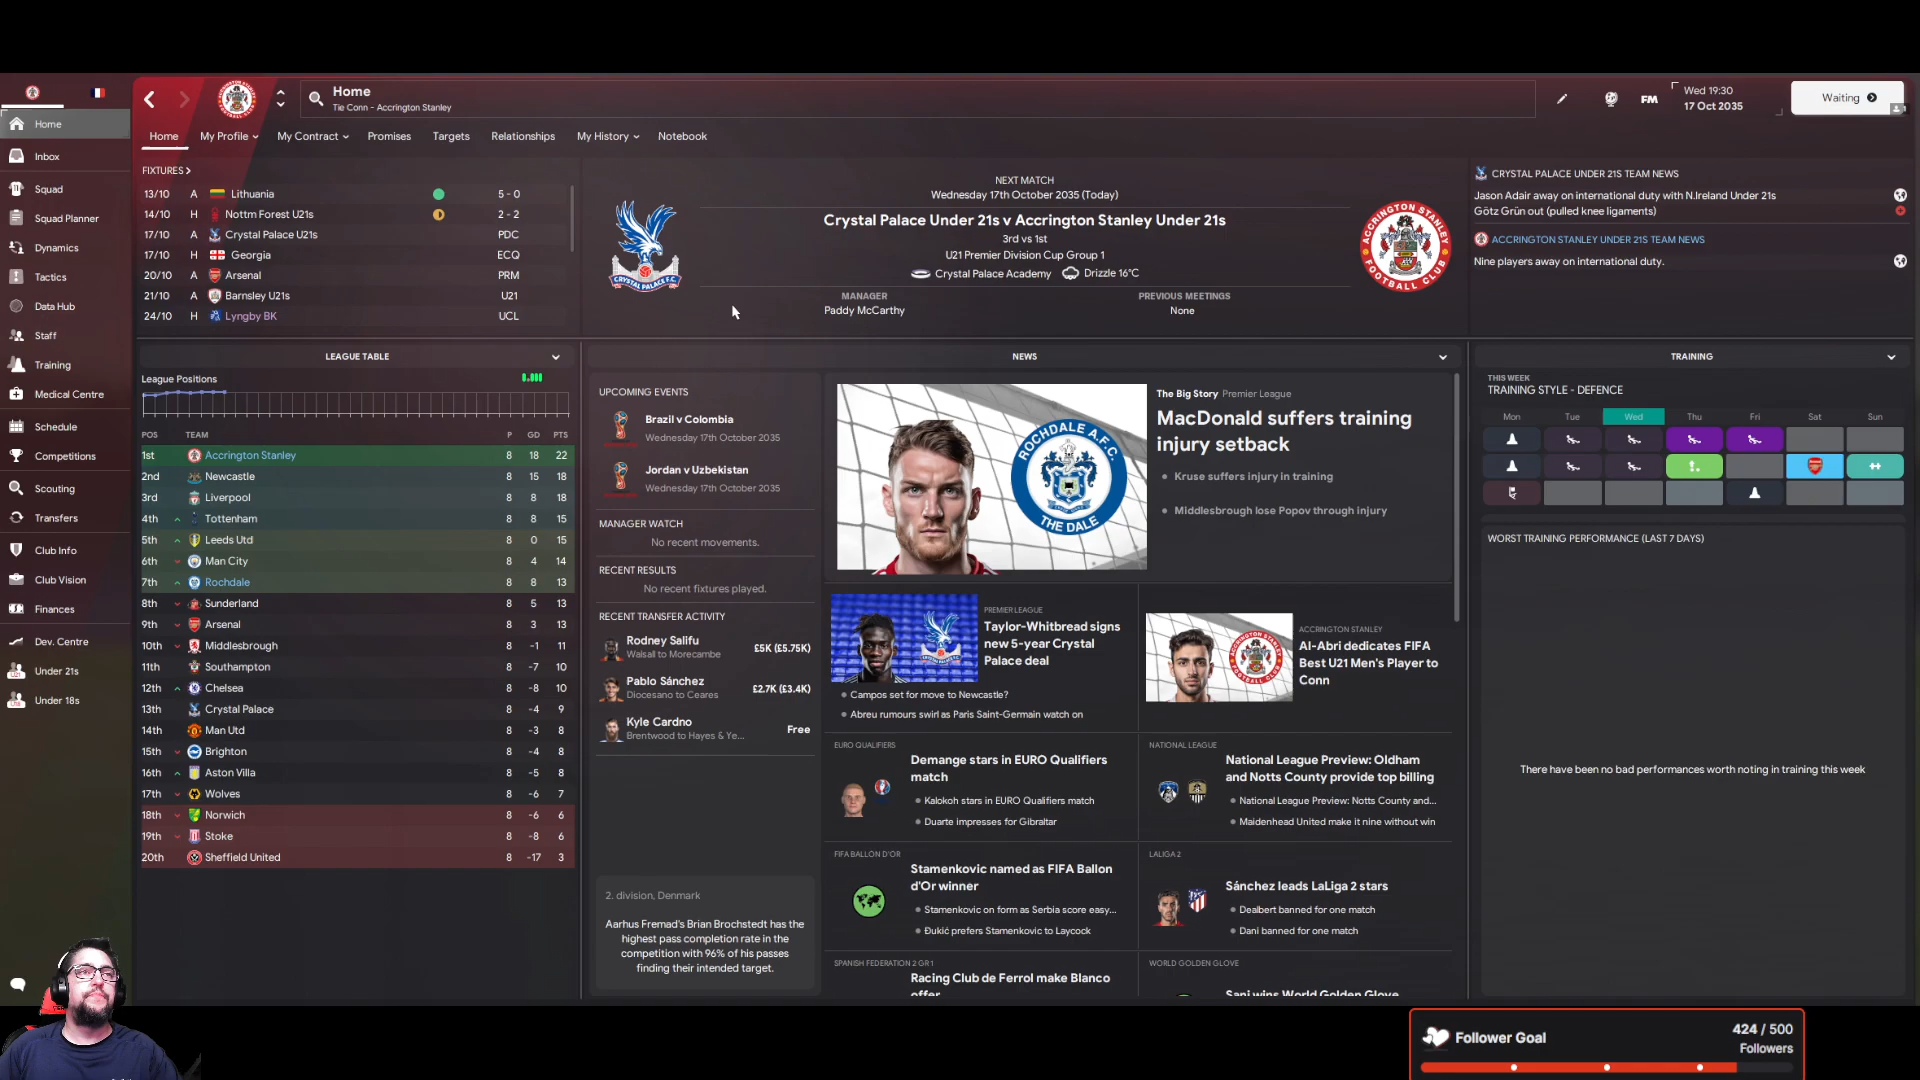 Home
Tie Conn - Accrington Stanley
FM
Wed 19:30
17 Oct 2035
Waiting
Home
Inbox
Squad
Squad Planner
Dynamics
Tactics
Data Hub
Staff
Training
Medical Centre
Schedule
Competitions
Scouting
Transfers
Club Info
Club Vision
Finances
Dev. Centre
Under 21s
Under 18s
Home My Profile My Contract Promises Targets Relationships My History Notebook
FIXTURES
13/10 A Lithuania 5 - 0
14/10 H Nottm Forest U21s 2 - 2
17/10 A Crystal Palace U21s PDC
17/10 H Georgia ECQ
20/10 A Arsenal PRM
21/10 A Barnsley U21s U21
24/10 H Lyngby BK UCL
NEXT MATCH
Wednesday 17th October 2035 (Today)
Crystal Palace Under 21s v Accrington Stanley Under 21s
3rd vs 1st
U21 Premier Division Cup Group 1
Crystal Palace Academy Drizzle 16°C
MANAGER
Paddy McCarthy
PREVIOUS MEETINGS
None
CRYSTAL PALACE F.C.
ACCRINGTON STANLEY
FOOTBALL CLUB
CRYSTAL PALACE UNDER 21S TEAM NEWS
Jason Adair away on international duty with N.Ireland Under 21s
Götz Grün out (pulled knee ligaments)
ACCRINGTON STANLEY UNDER 21S TEAM NEWS
Nine players away on international duty.
LEAGUE TABLE
League Positions
POS TEAM P GD PTS
1st Accrington Stanley 8 18 22
2nd Newcastle 8 15 18
3rd Liverpool 8 8 18
4th Tottenham 8 8 15
5th Leeds Utd 8 0 15
6th Man City 8 4 14
7th Rochdale 8 8 13
8th Sunderland 8 5 13
9th Arsenal 8 3 13
10th Middlesbrough 8 -1 11
11th Southampton 8 -7 10
12th Chelsea 8 -8 10
13th Crystal Palace 8 -4 9
14th Man Utd 8 -3 8
15th Brighton 8 -4 8
16th Aston Villa 8 -5 8
17th Wolves 8 -6 7
18th Norwich 8 -6 6
19th Stoke 8 -8 6
20th Sheffield United 8 -17 3
NEWS
UPCOMING EVENTS
Brazil v Colombia
Wednesday 17th October 2035
Jordan v Uzbekistan
Wednesday 17th October 2035
MANAGER WATCH
No recent movements.
RECENT RESULTS
No recent fixtures played.
RECENT TRANSFER ACTIVITY
Rodney Salifu
Walsall to Morecambe
£5K (£5.75K)
Pablo Sánchez
Diocesano to Ceares
£2.7K (£3.4K)
Kyle Cardno
Brentwood to Hayes & Ye...
Free
2. division, Denmark
Aarhus Fremad's Brian Brochstedt has the
highest pass completion rate in the
competition with 96% of his passes
finding their intended target.
ROCHDALE A.F.C.
THE DALE
The Big Story Premier League
MacDonald suffers training
injury setback
Kruse suffers injury in training
Middlesbrough lose Popov through injury
PREMIER LEAGUE
Taylor-Whitbread signs
new 5-year Crystal
Palace deal
Campos set for move to Newcastle?
Abreu rumours swirl as Paris Saint-Germain watch on
ACCRINGTON STANLEY
Al-Abri dedicates FIFA
Best U21 Men's Player to
Conn
EURO QUALIFIERS
Demange stars in EURO Qualifiers
match
Kalokoh stars in EURO Qualifiers match
Duarte impresses for Gibraltar
NATIONAL LEAGUE
National League Preview: Oldham
and Notts County provide top billing
National League Preview: Notts County and...
Maidenhead United make it nine without win
FIFA BALLON D'OR
Stamenkovic named as FIFA Ballon
d'Or winner
Stamenkovic on form as Serbia score easy...
Đukić prefers Stamenkovic to Laycock
LALIGA 2
Sánchez leads LaLiga 2 stars
Dealbert banned for one match
Dani banned for one match
SPANISH FEDERATION 2 GR 1
Racing Club de Ferrol make Blanco
offer
WORLD GOLDEN GLOVE
Sani wins World Golden Glove
TRAINING
THIS WEEK
TRAINING STYLE - DEFENCE
Mon Tue Wed Thu Fri Sat Sun
WORST TRAINING PERFORMANCE (LAST 7 DAYS)
There have been no bad performances worth noting in training this week
Follower Goal
424 / 500
Followers